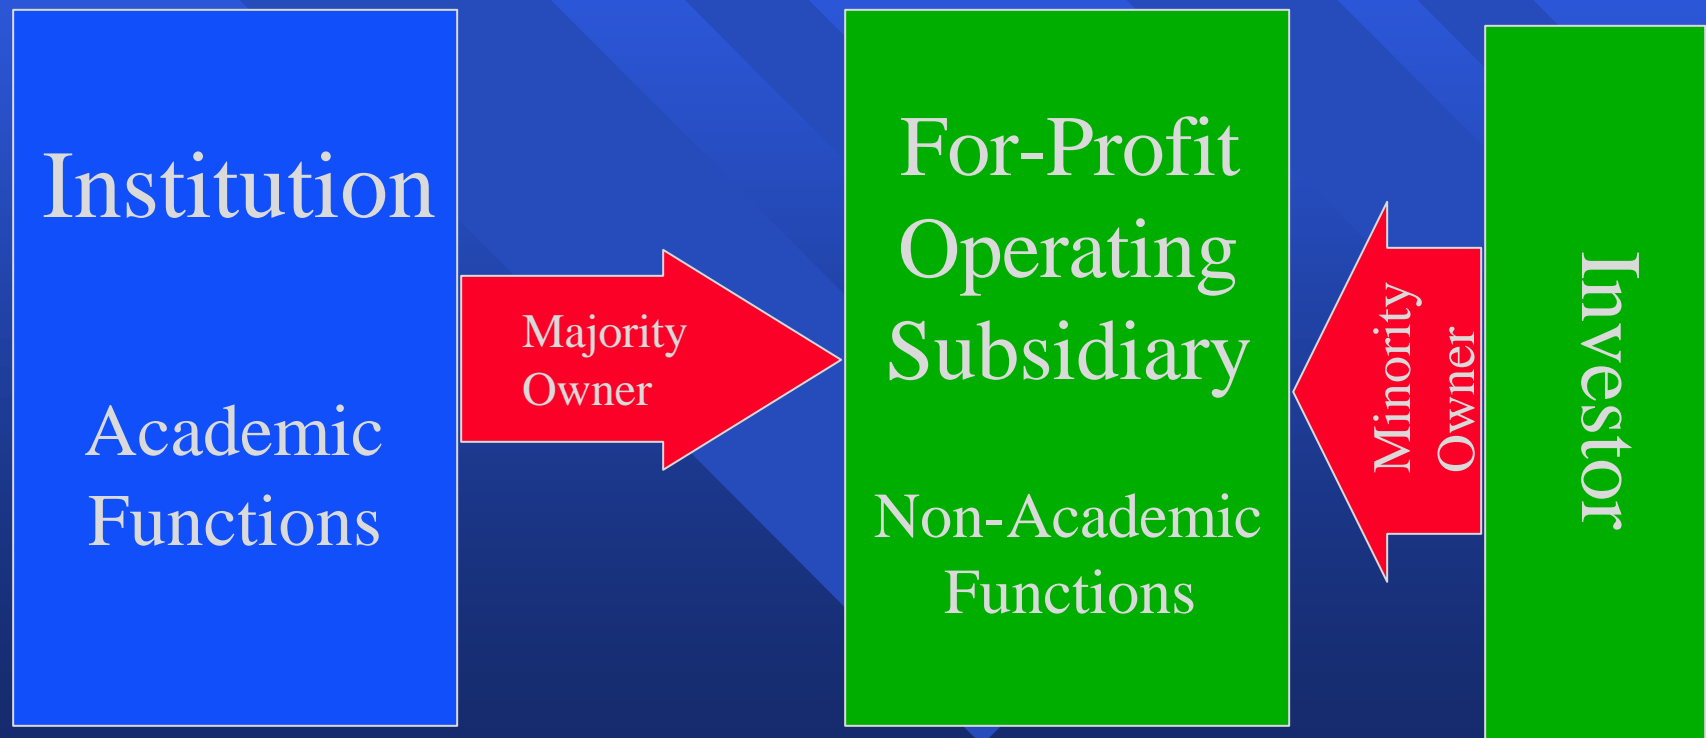 Institution
Academic
Functions
Majority
Owner
For-Profit
Operating
Subsidiary
Non-Academic
Functions
Minority
Owner
Investor